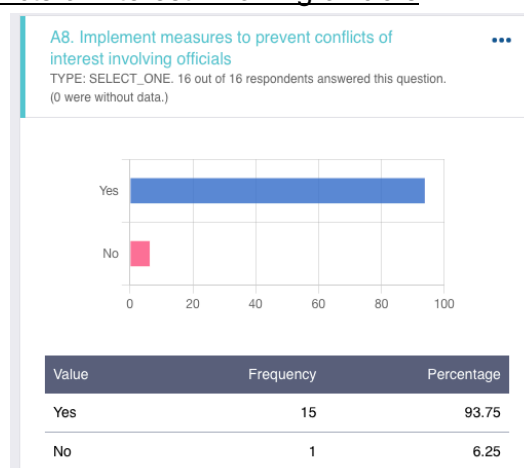 A8. Implement measures to prevent conflicts of
interest involving officials
TYPE: SELECT_ONE. 16 out of 16 respondents answered this question.
(0 were without data.)
Yes
No
0 20 40 60 80 100
Value Frequency Percentage
Yes 15 93.75
No 1 6.25